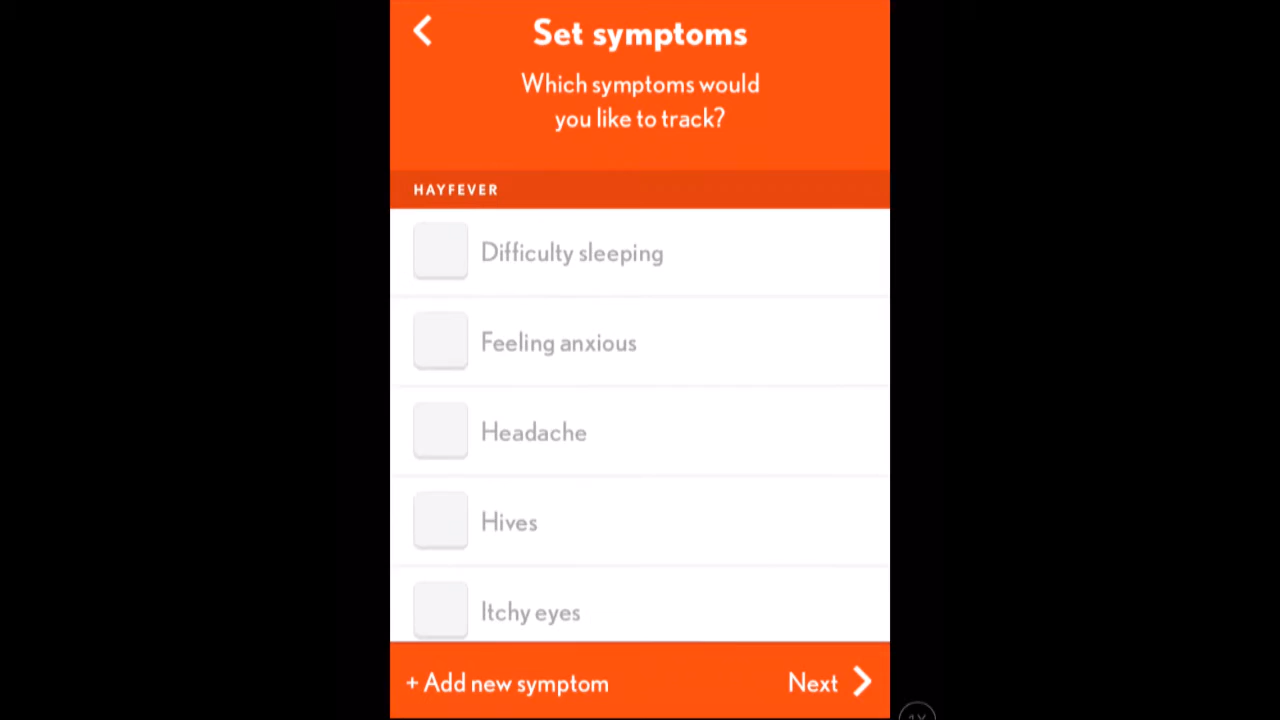 Set symptoms
Which symptoms would
you like to track?
HAYFEVER
Difficulty sleeping
Feeling anxious
Headache
Hives
Itchy eyes
+ Add new symptom
Next